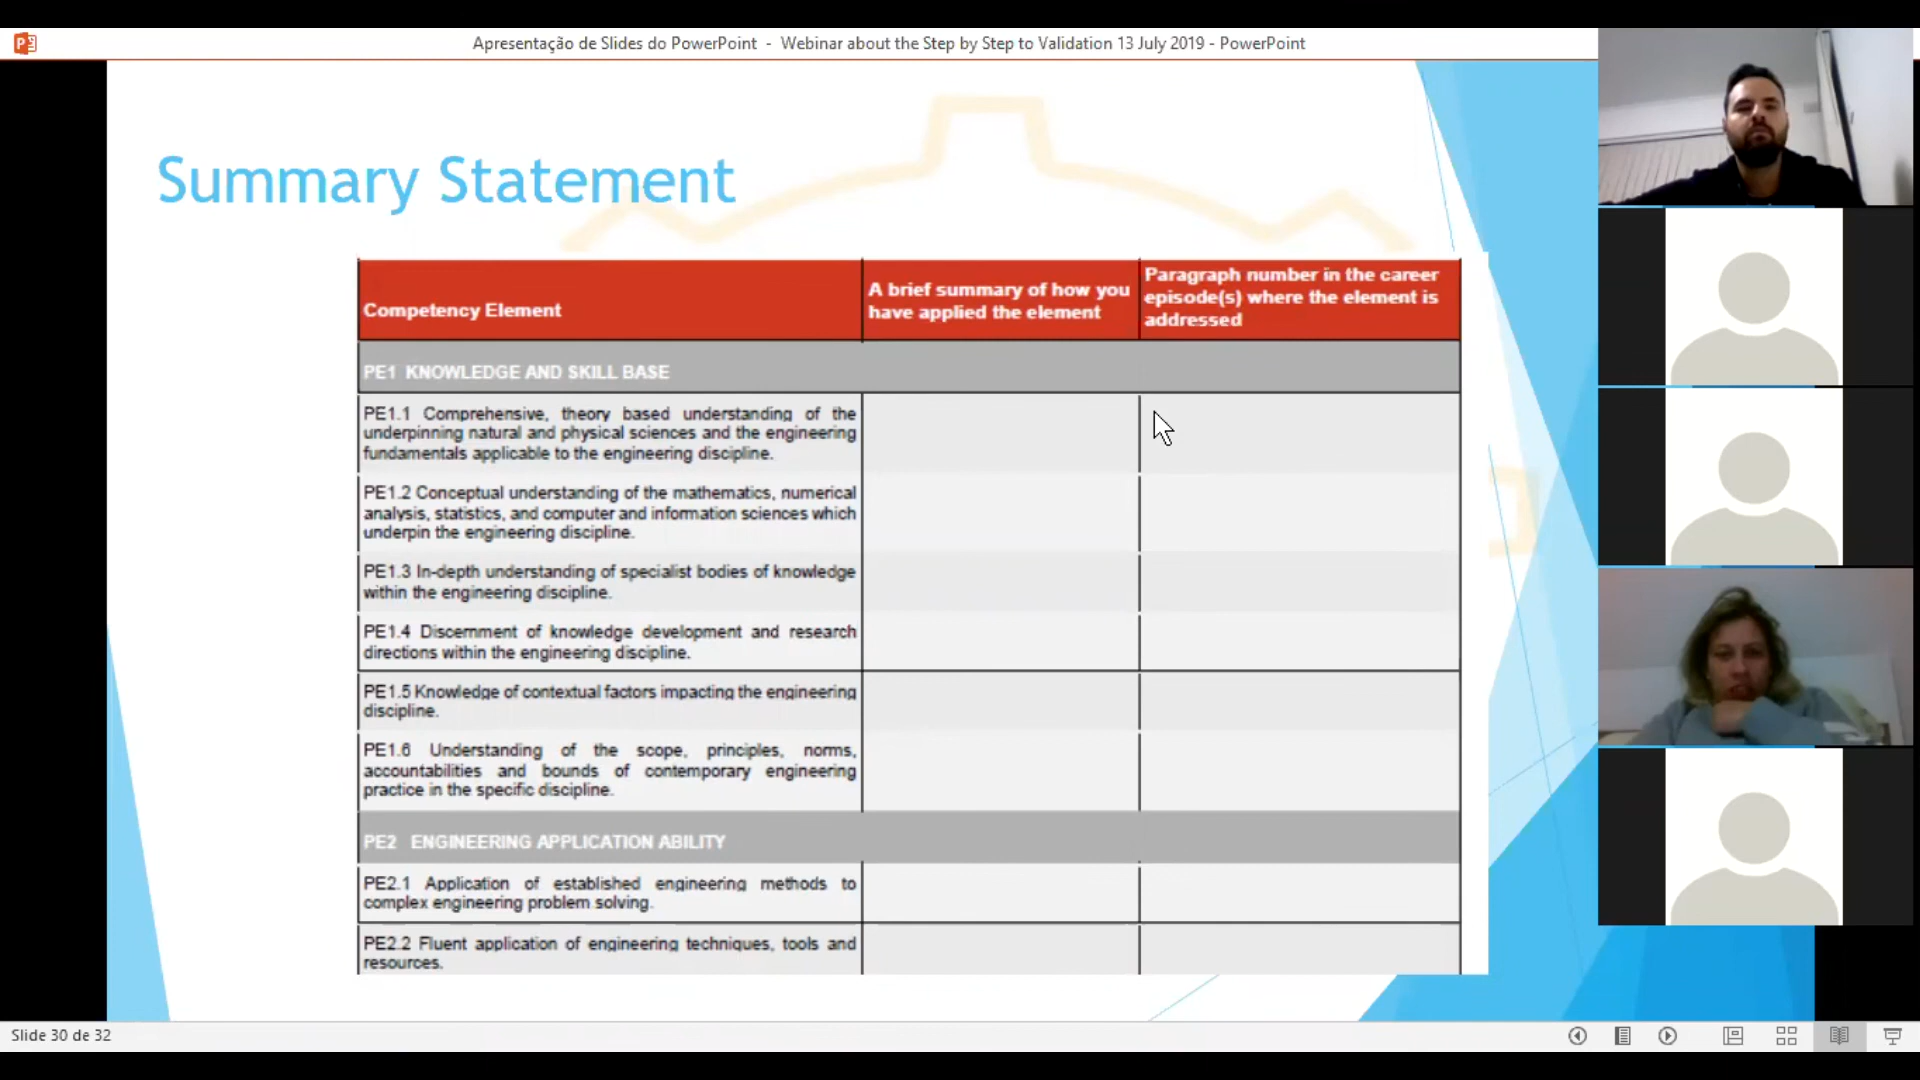 Apresentação de Slides do PowerPoint - Webinar about the Step by Step to Validation 13 July 2019 - PowerPoint
Summary Statement
Competency Element
A brief summary of how you
have applied the element
Paragraph number in the career
episode(s) where the element is
addressed
PE1 KNOWLEDGE AND SKILL BASE
PE1.1 Comprehensive, theory based understanding of the
underpinning natural and physical sciences and the engineering
fundamentals applicable to the engineering discipline.
PE1.2 Conceptual understanding of the mathematics, numerical
analysis, statistics, and computer and information sciences which
underpin the engineering discipline.
PE1.3 In-depth understanding of specialist bodies of knowledge
within the engineering discipline.
PE1.4 Discernment of knowledge development and research
directions within the engineering discipline.
PE1.5 Knowledge of contextual factors impacting the engineering
discipline.
PE1.6 Understanding of the scope, principles, norms,
accountabilities and bounds of contemporary engineering
practice in the specific discipline.
PE2 ENGINEERING APPLICATION ABILITY
PE2.1 Application of established engineering methods to
complex engineering problem solving.
PE2.2 Fluent application of engineering techniques, tools and
resources.
Slide 30 de 32